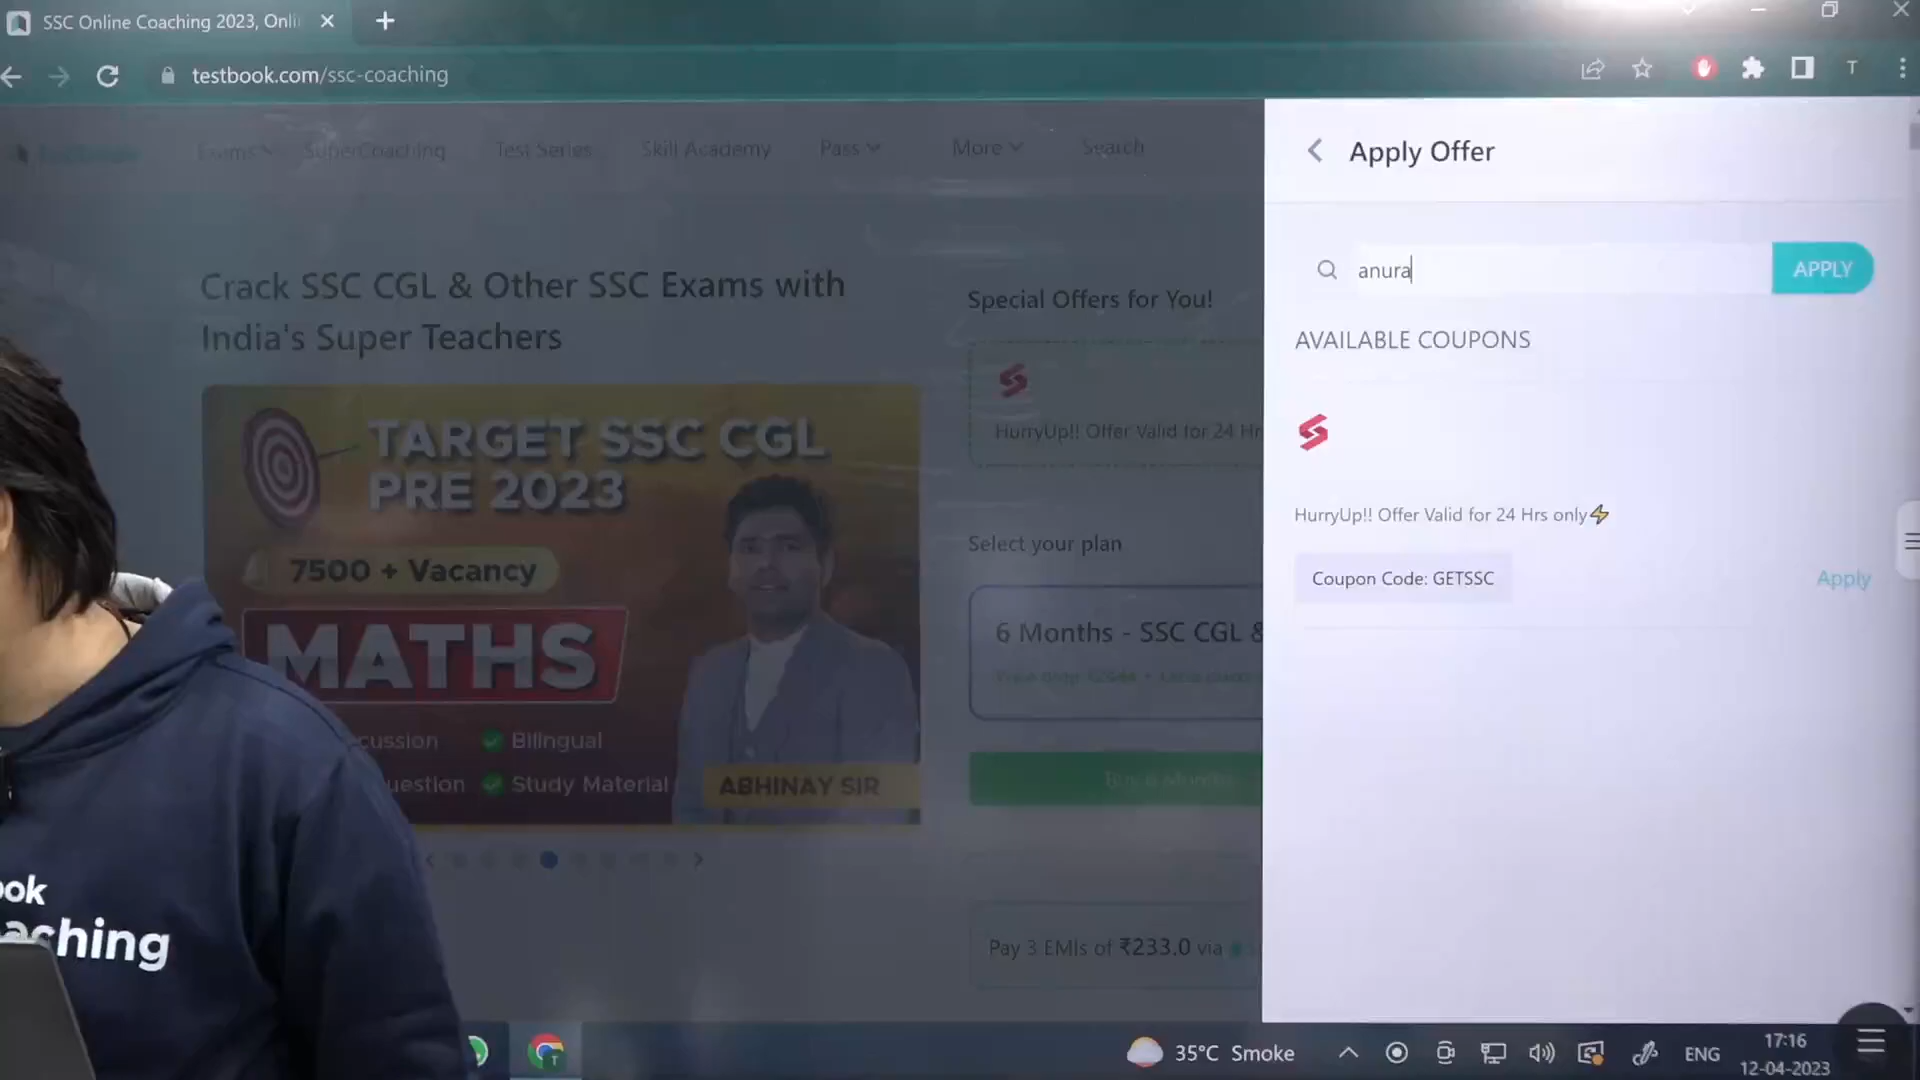 SSC Online Coaching 2023, Onli
testbook.com/ssc-coaching
T
Exams
SuperCoaching
Test Series
Skill Academy
Pass
More
Search
Apply Offer
anura
APPLY
AVAILABLE COUPONS
HurryUp!! Offer Valid for 24 Hrs only⚡
Coupon Code: GETSSC
Apply
Crack SSC CGL & Other SSC Exams with
India's Super Teachers
TARGET SSC CGL
PRE 2023
7500 + Vacancy
MATHS
cussion
Bilingual
uestion
Study Material
ABHINAY SIR
Special Offers for You!
HurryUp!! Offer Valid for 24 Hr
Select your plan
6 Months - SSC CGL &
Pay 3 EMIs of ₹233.0 via
ook
aching
35°C Smoke
ENG
17:16
12-04-2023